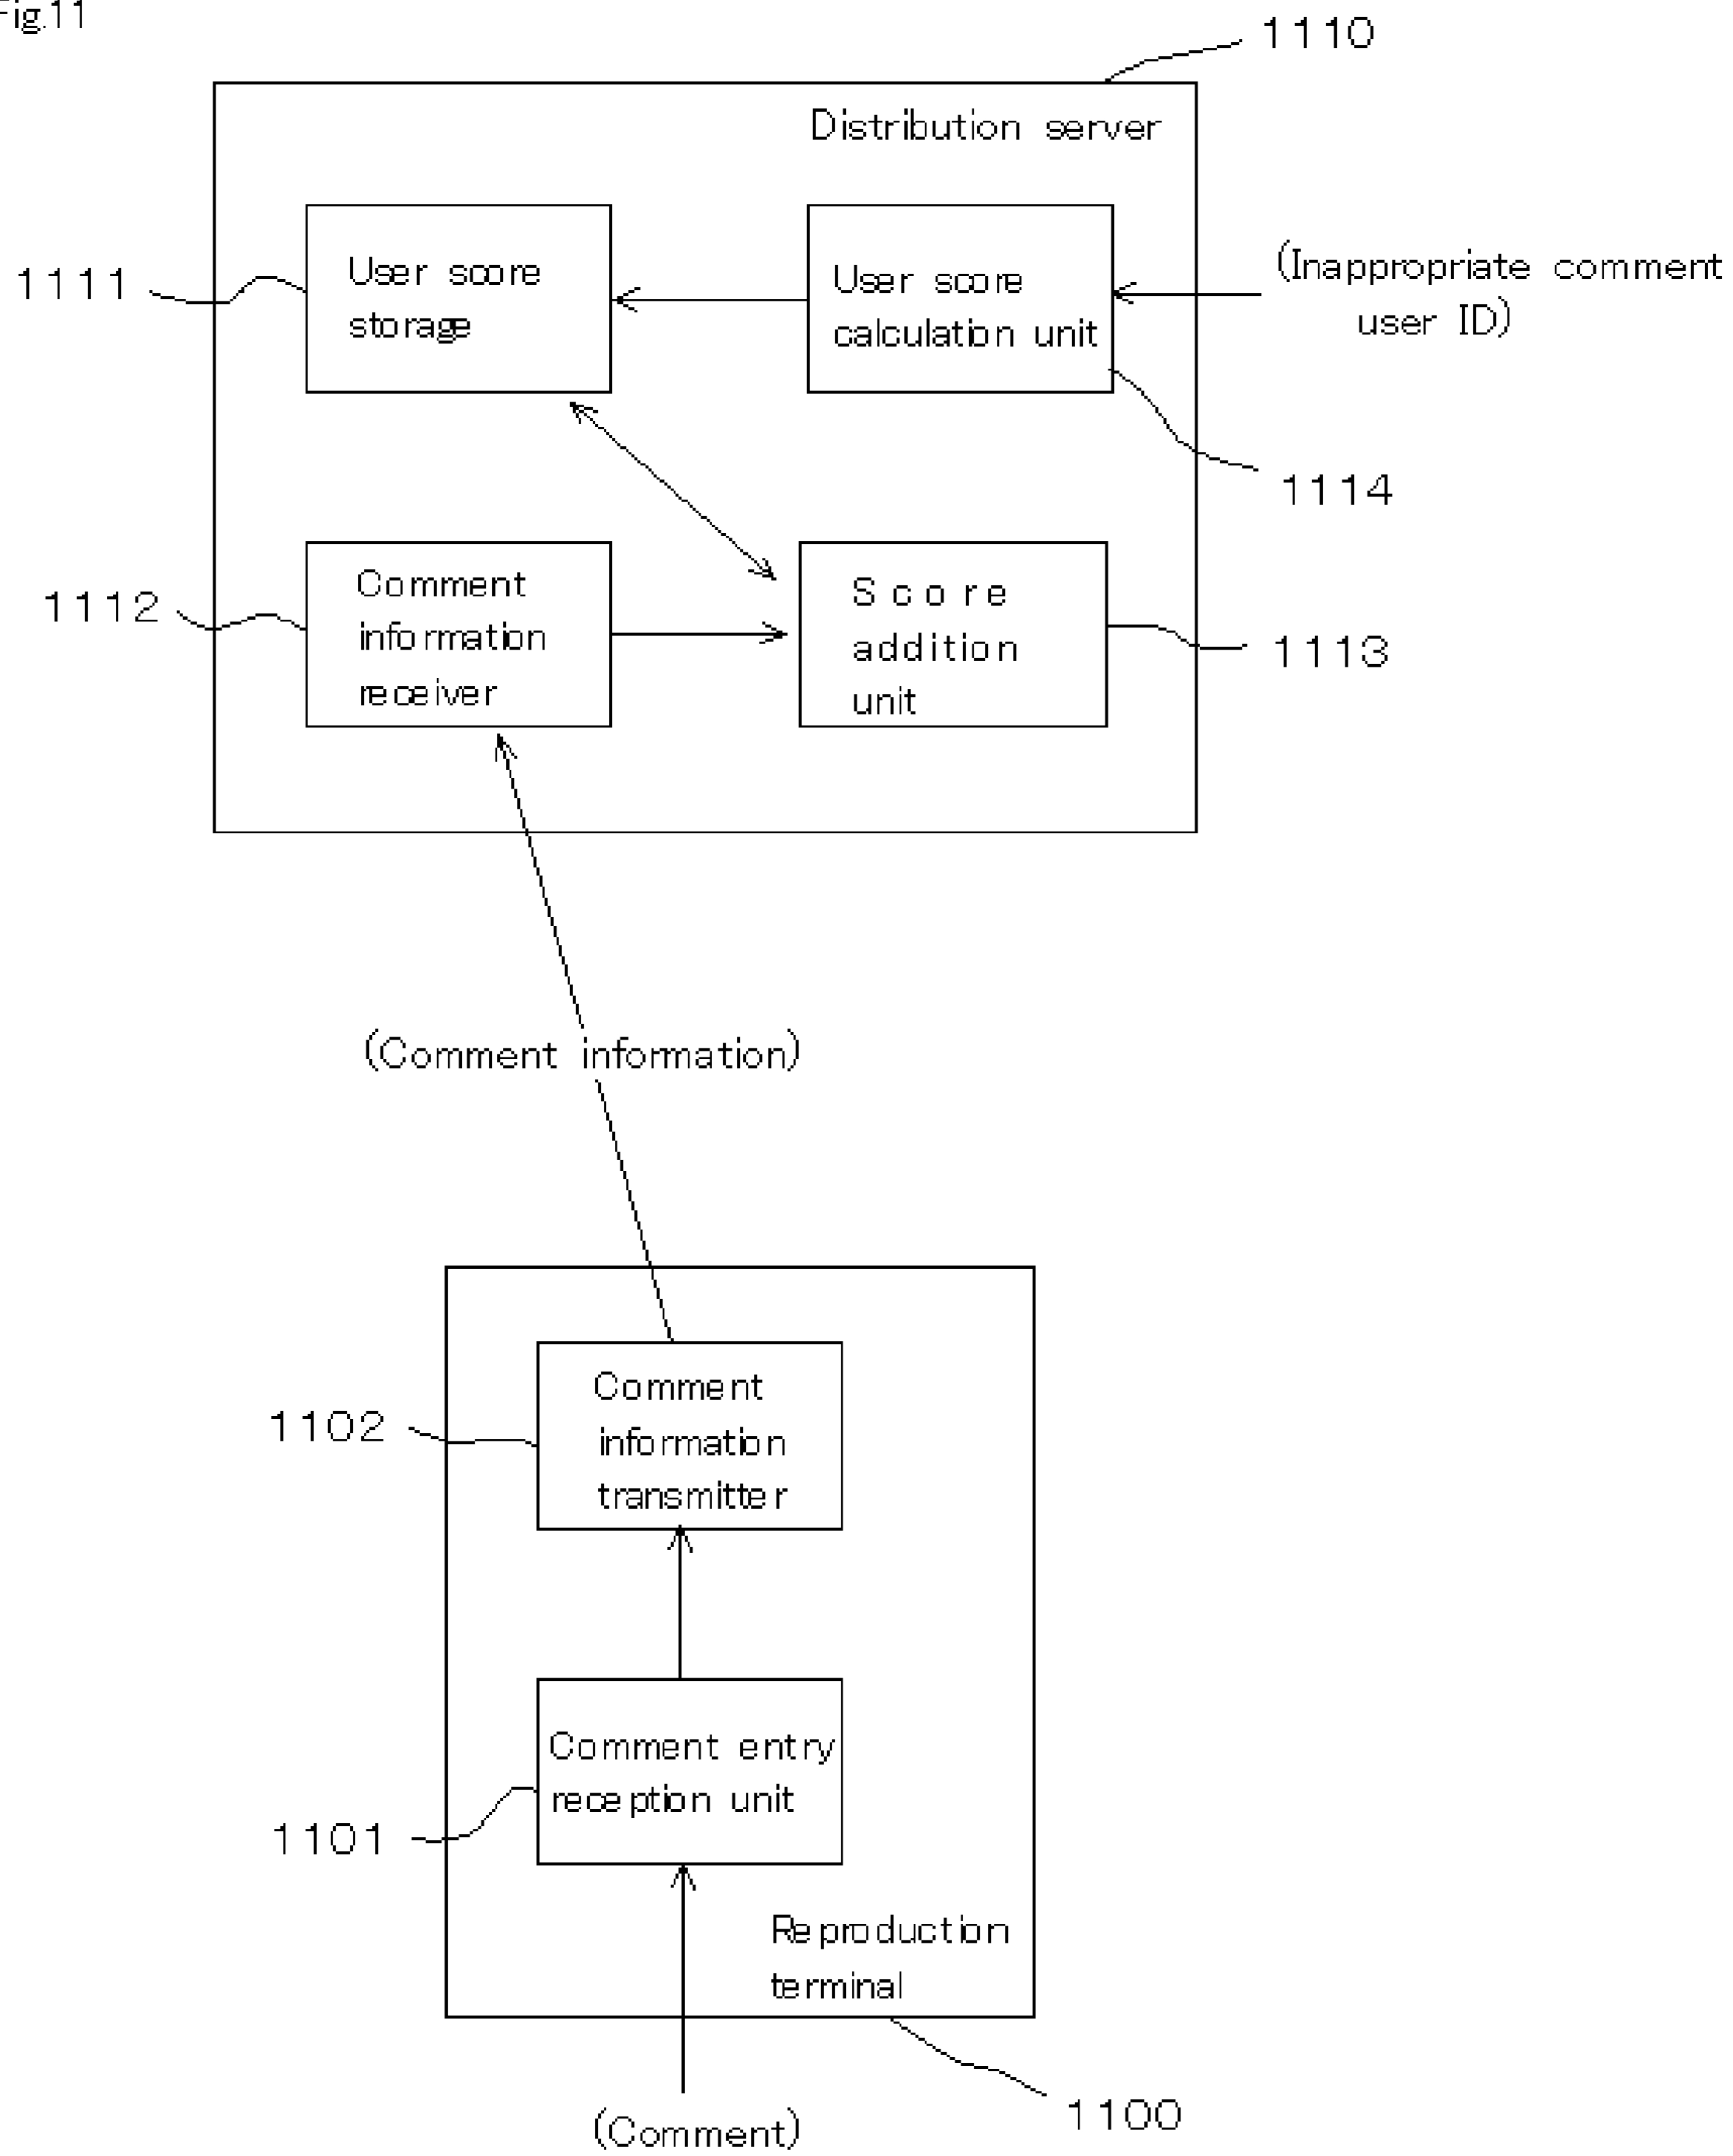 Fig.11
1110
Distribution server
1111
User score
storage
User score
calculation unit
(Inappropriate comment
user ID)
1114
1112
Comment
information
receiver
Score
addition
unit
1113
(Comment information)
1102
Comment
information
transmitter
1101
Comment entry
reception unit
Reproduction
terminal
1100
(Comment)